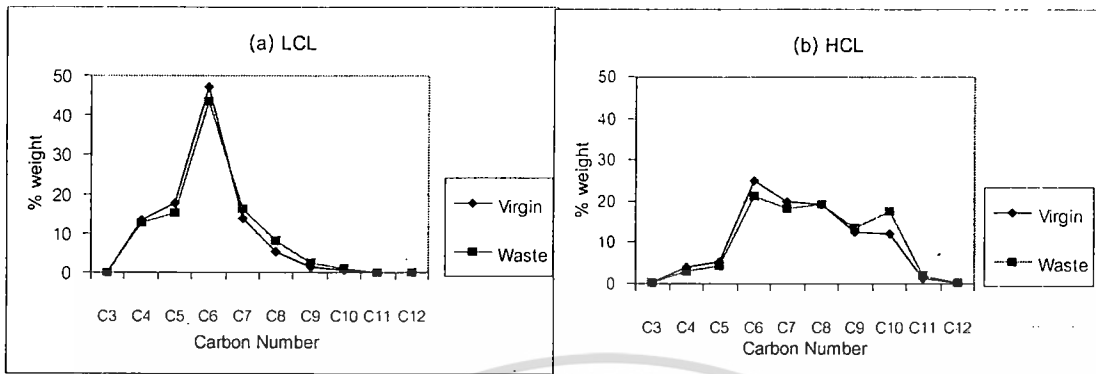 (a) LCL
50
40
30
20
10
0
% weight
C3 C4 C5 C6 C7 C8 C9 C10 C11 C12
Carbon Number
Virgin
Waste
(b) HCL
50
40
30
20
10
0
% weight
C3 C4 C5 C6 C7 C8 C9 C10 C11 C12
Carbon Number
Virgin
Waste